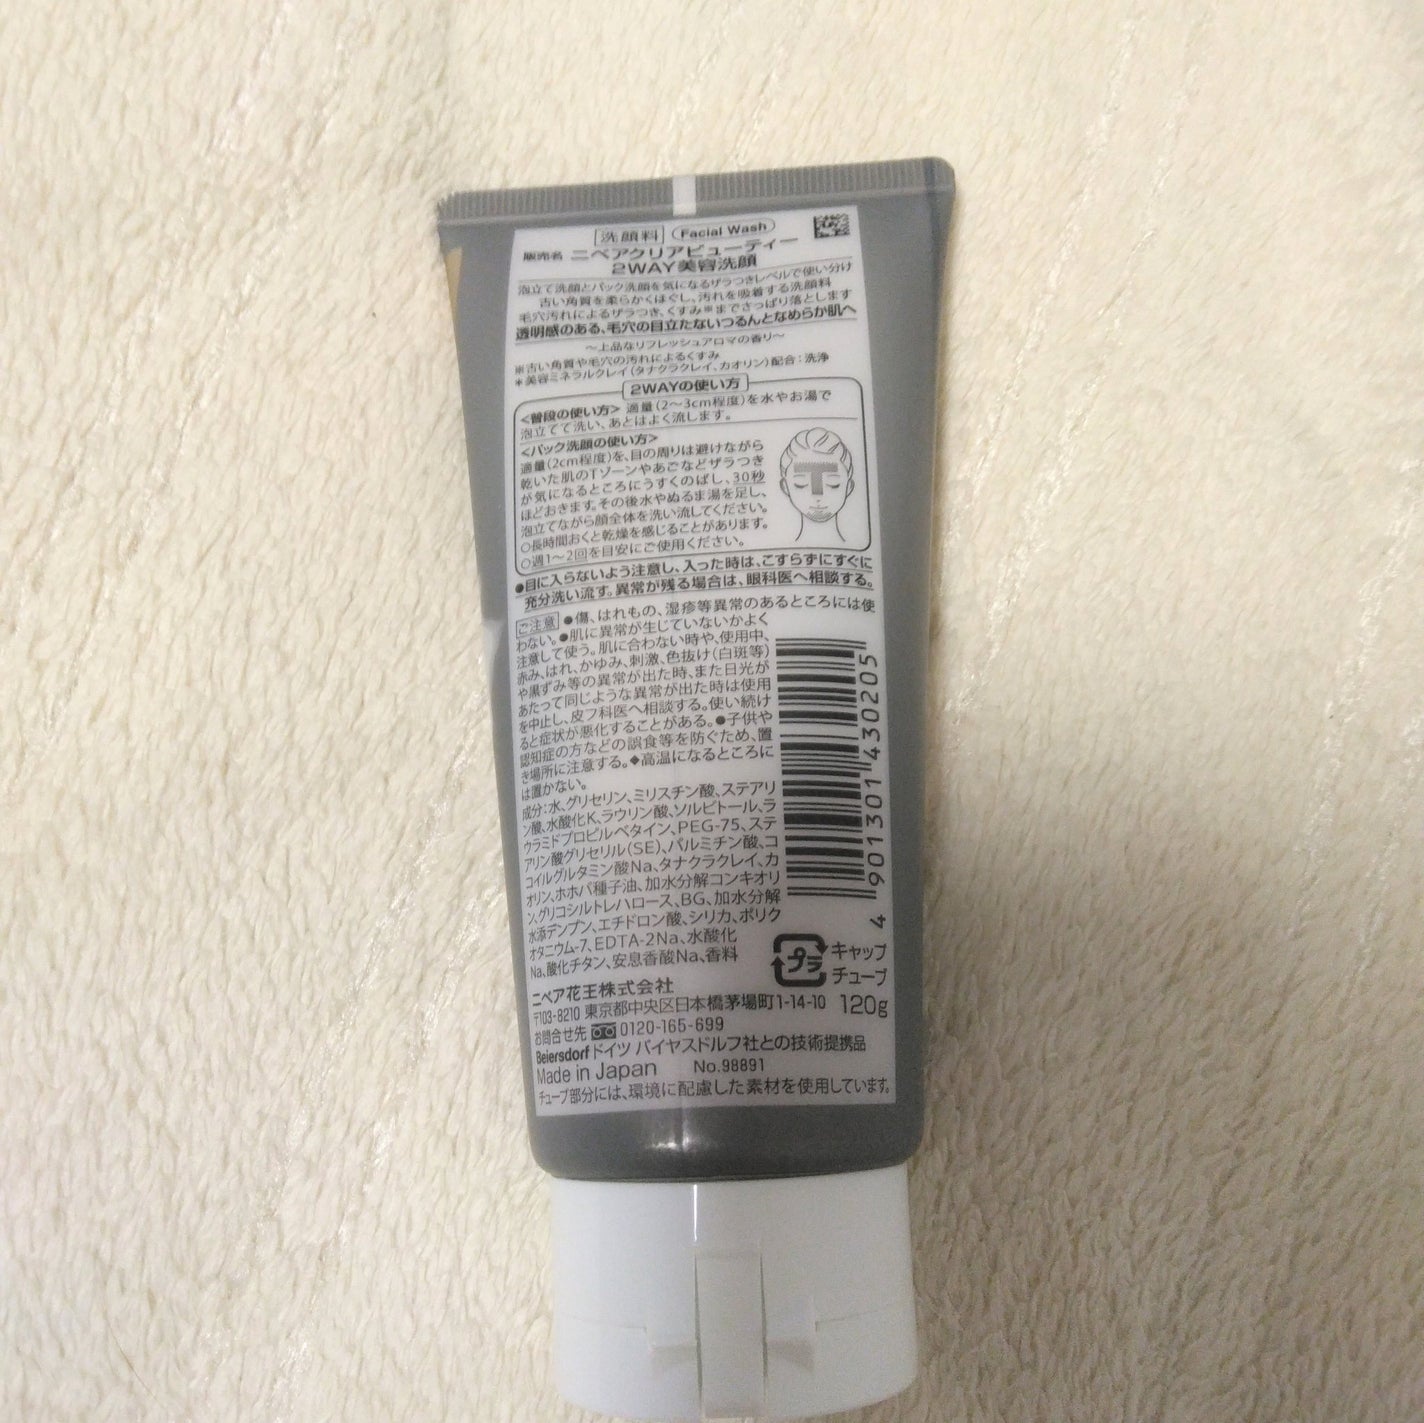 洗顔料 Facial Wash
販売名 ニベアクリアビューティー
2WAY美容洗顔
泡立て洗顔とパック洗顔を気になるザラつきレベルで使い分け
古い角質を柔らかくほぐし、汚れを吸着する洗顔料
毛穴汚れによるザラつき、くすみ※までさっぱり落とします
透明感のある、毛穴の目立たないつるんとなめらか肌へ
～上品なリフレッシュアロマの香り～
※古い角質や毛穴の汚れによるくすみ
＊美容ミネラルクレイ(タナクラクレイ、カオリン)配合：洗浄
2WAYの使い方
<普段の使い方> 適量(2～3cm程度)を水やお湯で
泡立てて洗い、あとはよく流します。
<パック洗顔の使い方>
適量(2cm程度)を、目の周りは避けながら
乾いた肌のTゾーンやあごなどザラつき
が気になるところにうすくのばし、30秒
ほどおきます。その後水やぬるま湯を足し、
泡立てながら顔全体を洗い流してください。
○長時間おくと乾燥を感じることがあります。
○週1～2回を目安にご使用ください。
●目に入らないよう注意し、入った時は、こすらずにすぐに
充分洗い流す。異常が残る場合は、眼科医へ相談する。
ご注意 ●傷、はれもの、湿疹等異常のあるところには使
わない。●肌に異常が生じていないかよく
注意して使う。肌に合わない時や、使用中、
赤み、はれ、かゆみ、刺激、色抜け(白斑等)
や黒ずみ等の異常が出た時、また日光が
あたって同じような異常が出た時は使用
を中止し、皮フ科医へ相談する。使い続け
ると症状が悪化することがある。●子供や
認知症の方などの誤食等を防ぐため、置
き場所に注意する。◆高温になるところに
は置かない。
成分：水、グリセリン、ミリスチン酸、ステアリ
ン酸、水酸化K、ラウリン酸、ソルビトール、ラ
ウラミドプロピルベタイン、PEG-75、ステ
アリン酸グリセリル(SE)、パルミチン酸、コ
コイルグルタミン酸Na、タナクラクレイ、カ
オリン、ホホバ種子油、加水分解コンキオリ
ン、グリコシルトレハロース、BG、加水分解
水添デンプン、エチドロン酸、シリカ、ポリク
オタニウム-7、EDTA-2Na、水酸化
Na、酸化チタン、安息香酸Na、香料
4 901301 430205
プラ キャップ
チューブ
ニベア花王株式会社
〒103-8210 東京都中央区日本橋茅場町1-14-10 120g
お問合せ先 0120-165-699
Beiersdorf ドイツ バイヤスドルフ社との技術提携品
Made in Japan No.98891
チューブ部分には、環境に配慮した素材を使用しています。